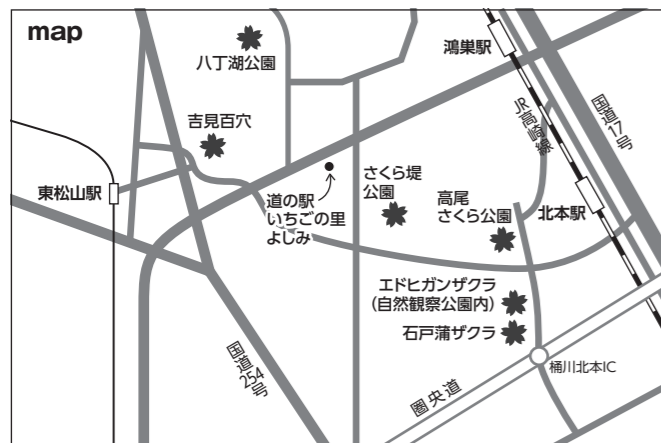 map
八丁湖公園
鴻巣駅
JR高崎線
国道17号
吉見百穴
東松山駅
道の駅
いちごの里
よしみ
さくら堤
公園
高尾
さくら公園
北本駅
エドヒガンザクラ
(自然観察公園内)
石戸蒲ザクラ
国道254号
圏央道
桶川北本IC